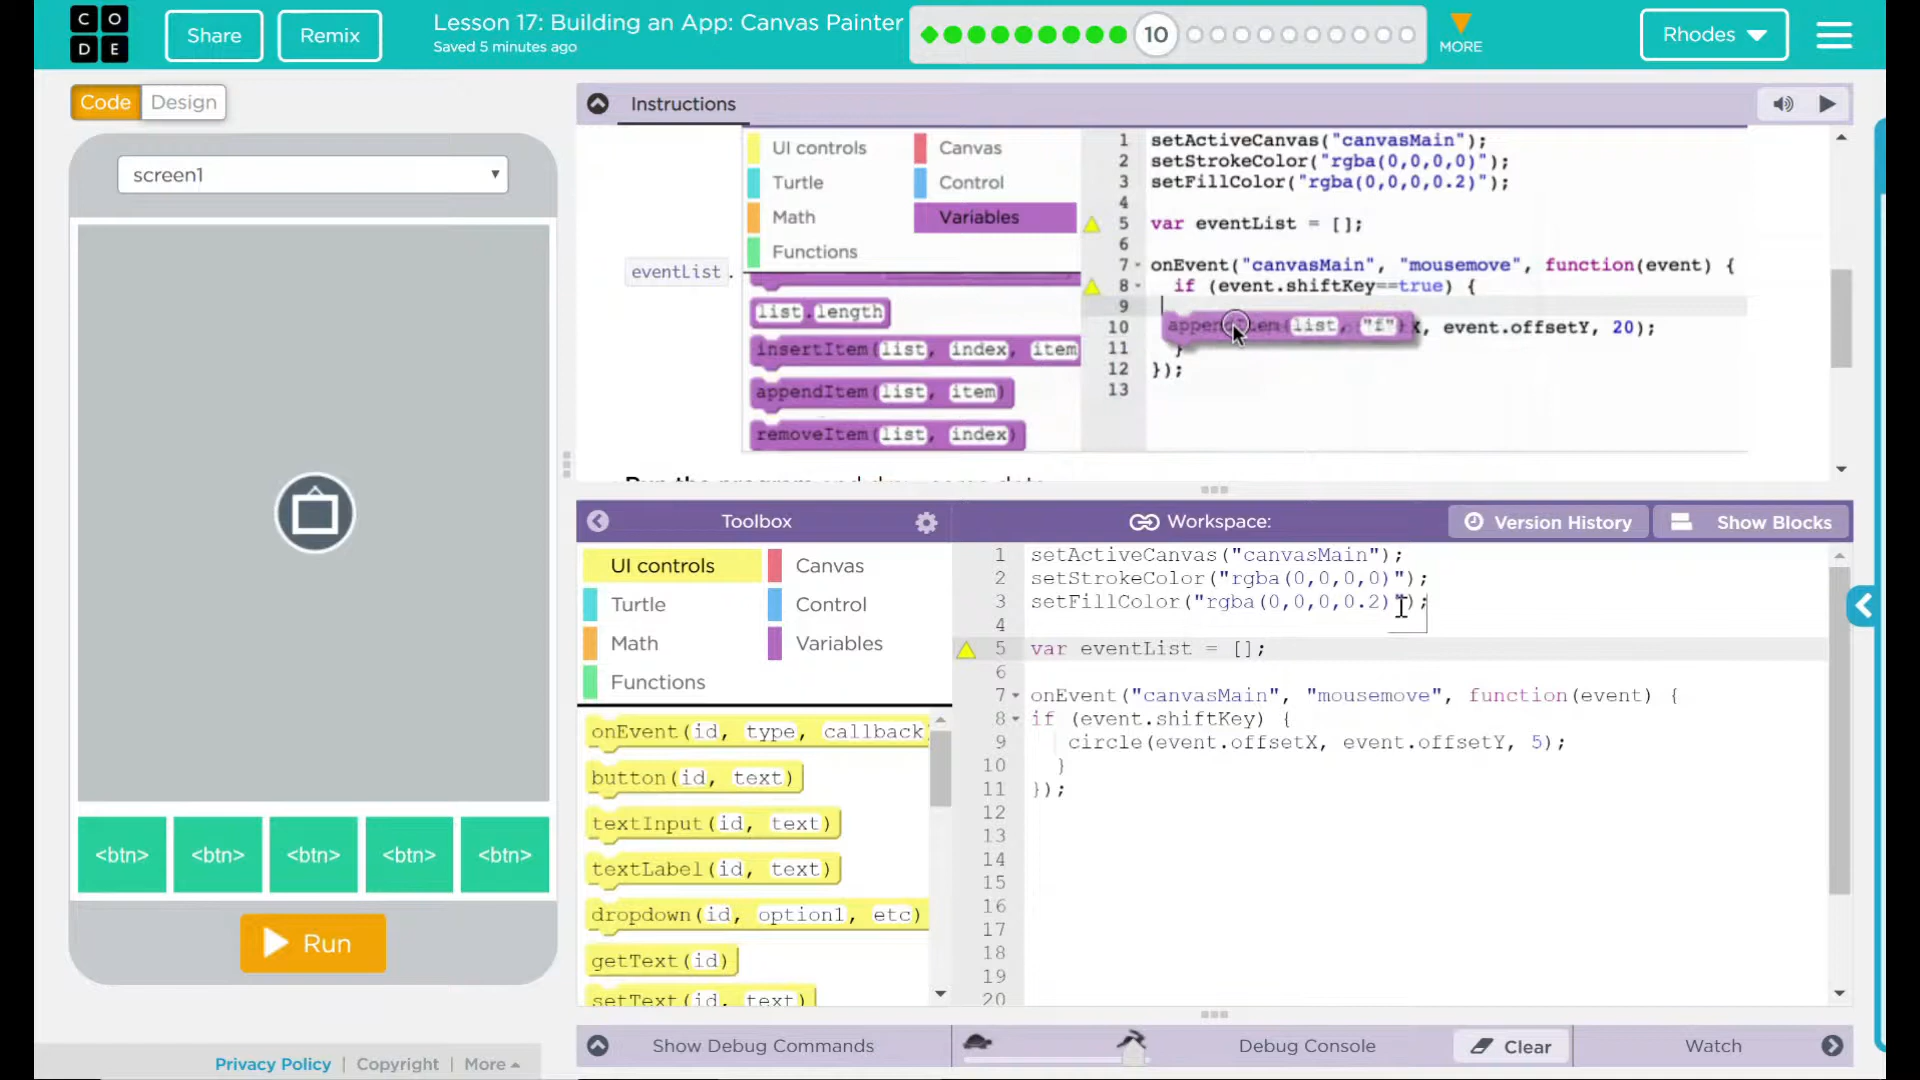 C O
D E
Share
Remix
Lesson 17: Building an App: Canvas Painter
Saved 5 minutes ago
10
MORE
Rhodes
Code
Design
screen1
<btn>
<btn>
<btn>
<btn>
<btn>
Run
Privacy Policy | Copyright | More
Instructions
eventList.
UI controls
Canvas
Turtle
Control
Math
Variables
Functions
list.length
insertItem(list, index, item
appendItem(list, item)
removeItem(list, index)
1 setActiveCanvas("canvasMain");
2 setStrokeColor("rgba(0,0,0,0)");
3 setFillColor("rgba(0,0,0,0.2)");
4
5 var eventList = [];
6
7 onEvent("canvasMain", "mousemove", function(event) {
8 if (event.shiftKey==true) {
9
appendItem(list, "f")
10 X, event.offsetY, 20);
11 }
12 });
13
Toolbox
UI controls
Canvas
Turtle
Control
Math
Variables
Functions
onEvent(id, type, callback)
button(id, text)
textInput(id, text)
textLabel(id, text)
dropdown(id, option1, etc)
getText(id)
setText(id, text)
Workspace:
Version History
Show Blocks
1 setActiveCanvas("canvasMain");
2 setStrokeColor("rgba(0,0,0,0)");
3 setFillColor("rgba(0,0,0,0.2)");
4
5 var eventList = [];
6
7 onEvent("canvasMain", "mousemove", function(event) {
8 if (event.shiftKey) {
9 circle(event.offsetX, event.offsetY, 5);
10 }
11 });
12
13
14
15
16
17
18
19
20
Show Debug Commands
Debug Console
Clear
Watch